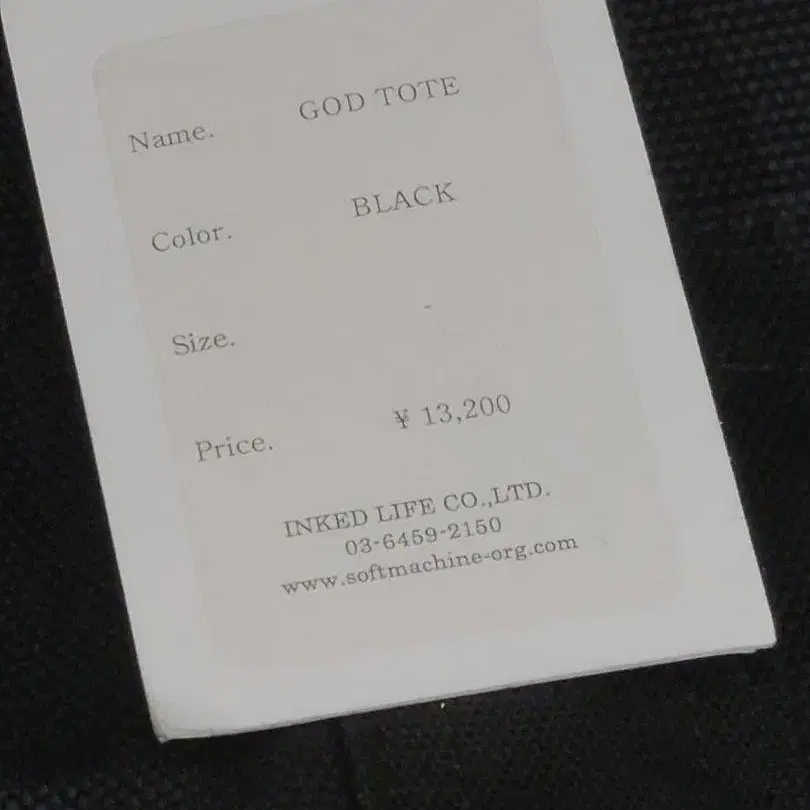 Name. GOD TOTE
Color. BLACK
Size. -
Price. ¥ 13,200
INKED LIFE CO.,LTD.
03-6459-2150
www.softmachine-org.com